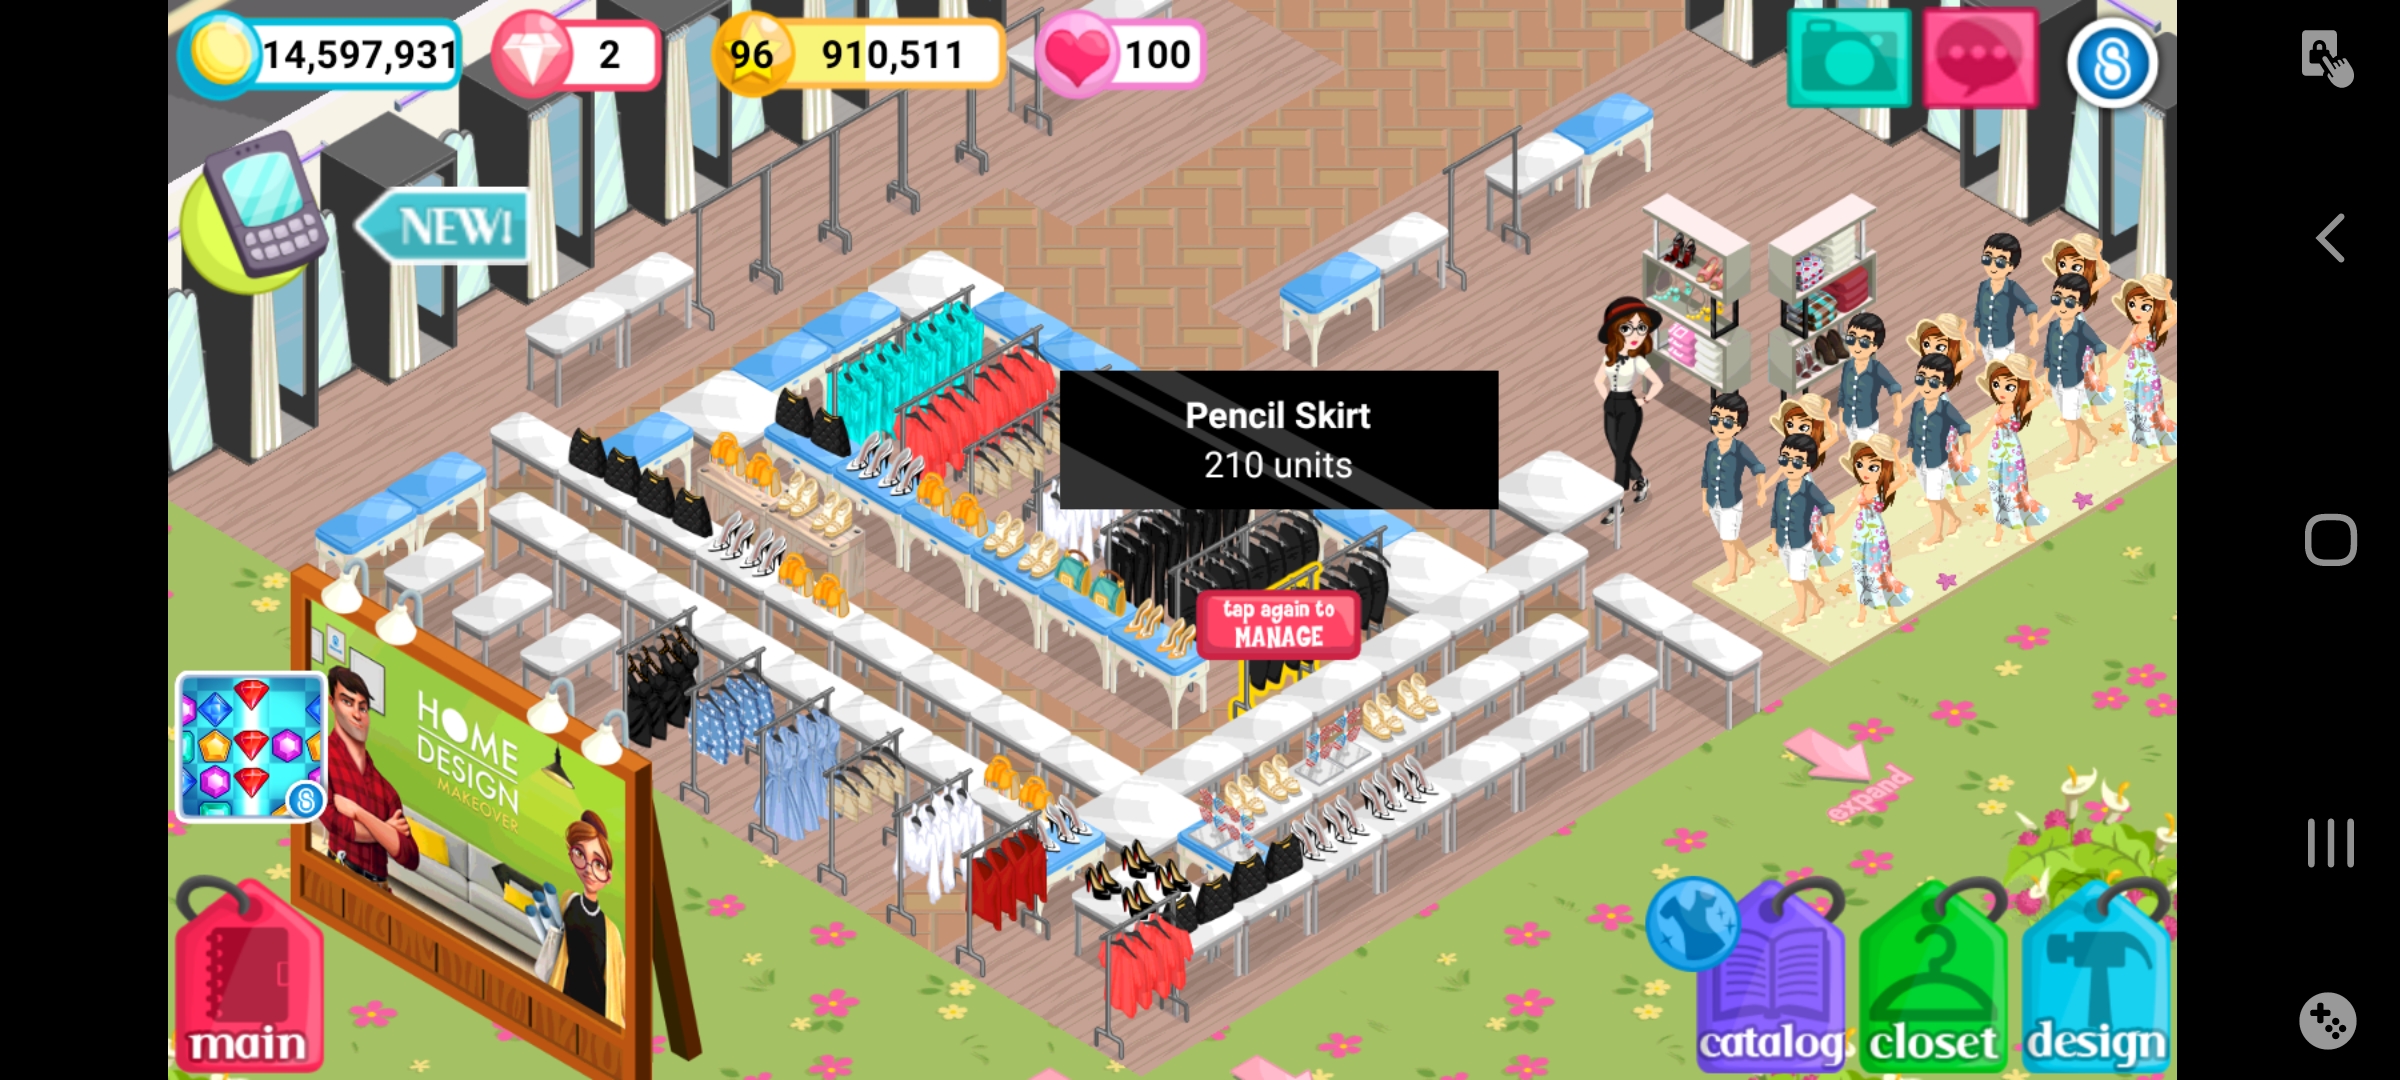 14,597,931
2
96
910,511
100
NEW!
Pencil Skirt
210 units
tap again to
MANAGE
HOME
DESIGN
MAKEOVER
expand
main
catalog
closet
design